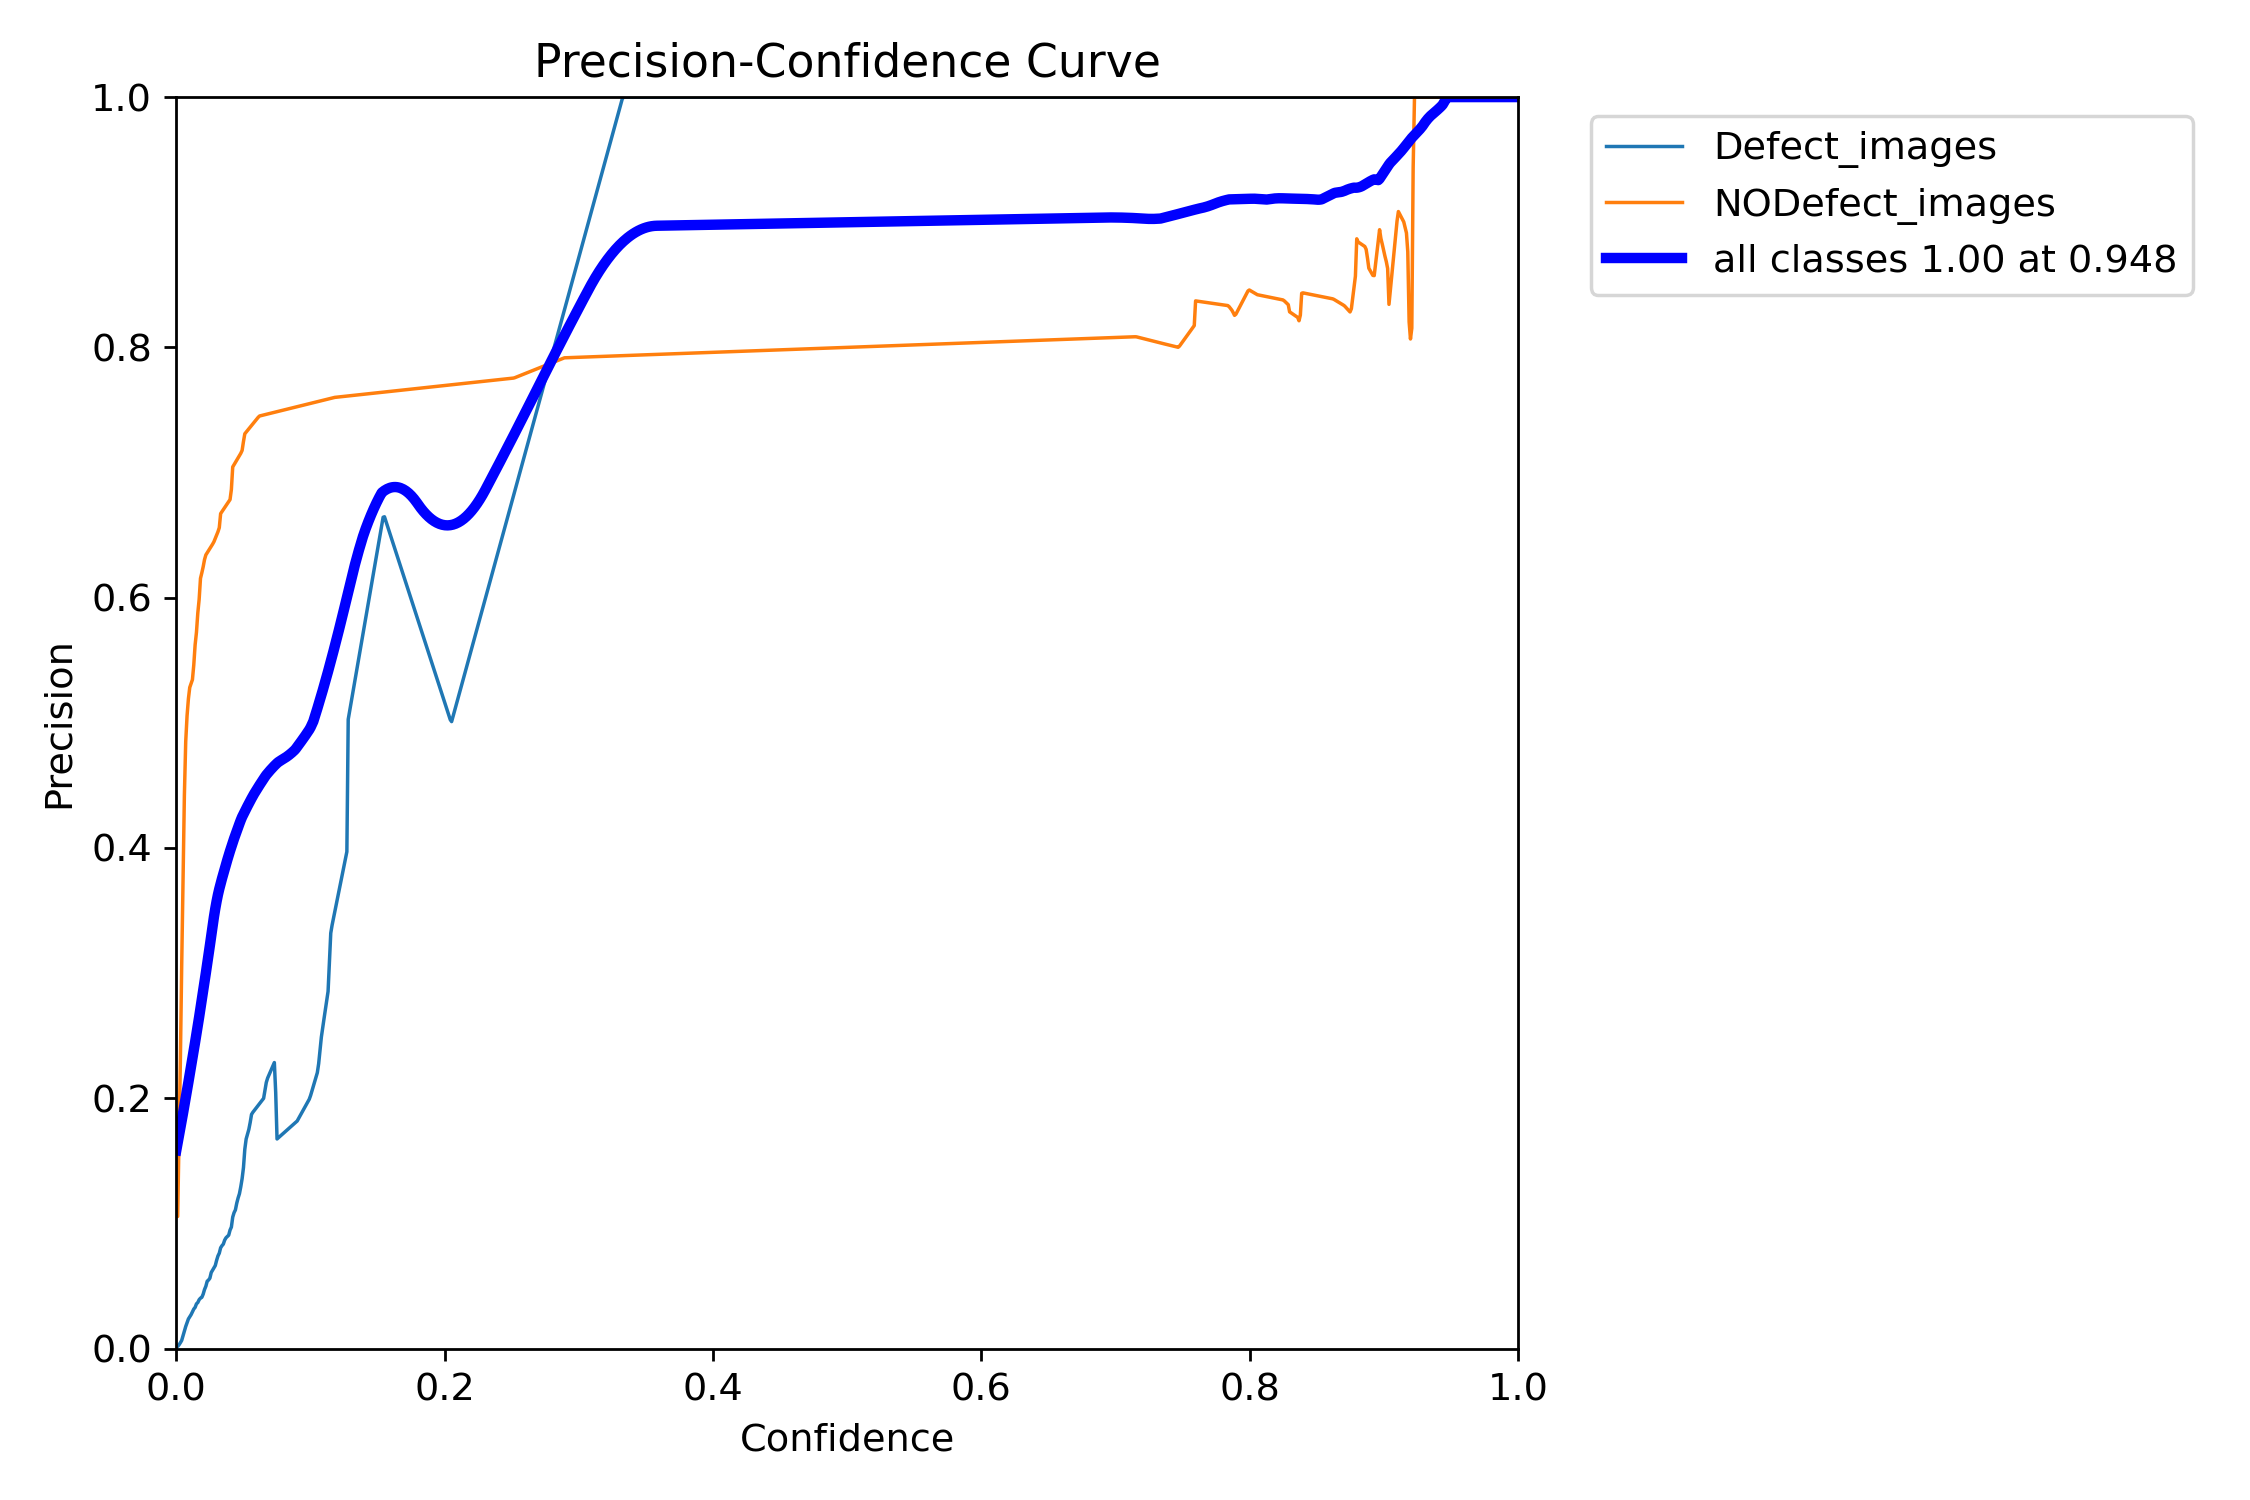 Precision-Confidence Curve
1.0
0.8
0.6
0.4
0.2
0.0
Precision
0.0 0.2 0.4 0.6 0.8 1.0
Confidence
Defect_images
NODefect_images
all classes 1.00 at 0.948